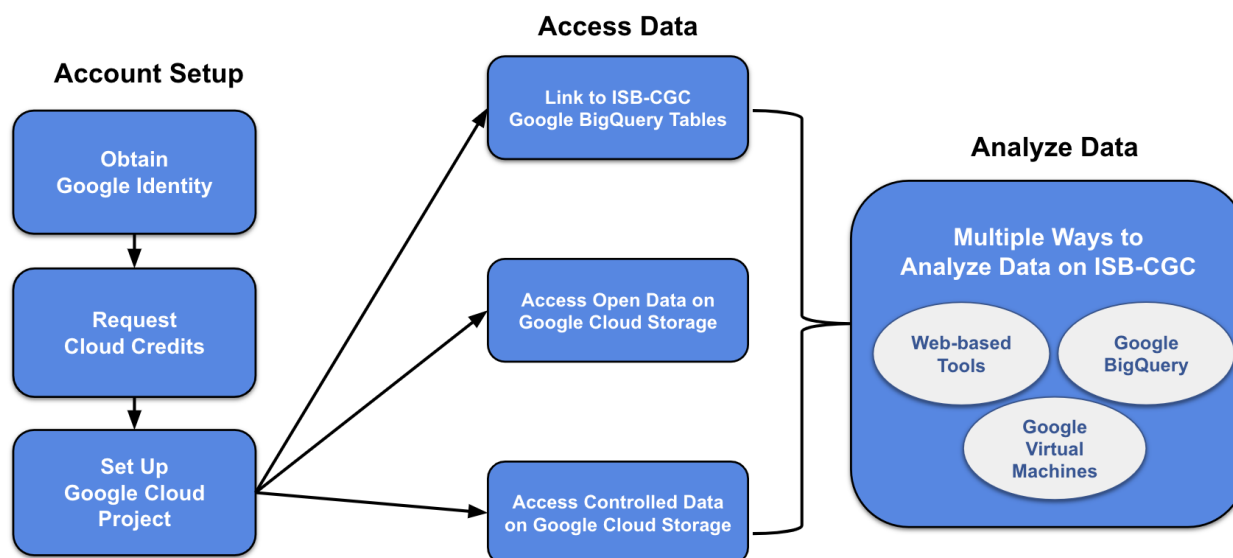 Account Setup
Obtain
Google Identity
Request
Cloud Credits
Set Up
Google Cloud
Project
Access Data
Link to ISB-CGC
Google BigQuery Tables
Access Open Data on
Google Cloud Storage
Access Controlled Data
on Google Cloud Storage
Analyze Data
Multiple Ways to
Analyze Data on ISB-CGC
Web-based
Tools
Google
BigQuery
Google
Virtual
Machines